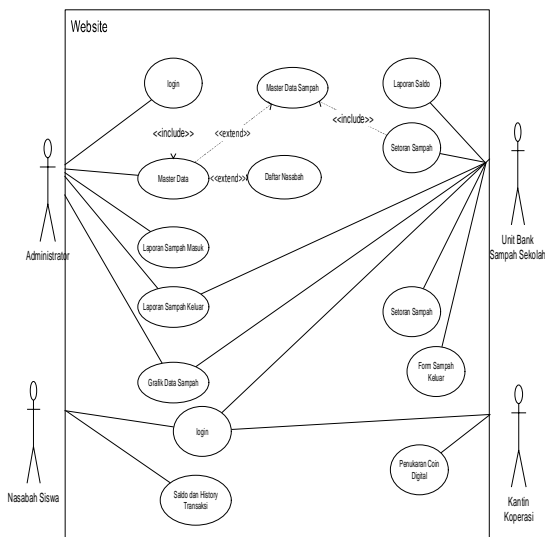 Website
login
Master Data Sampah
Laporan Saldo
<<include>>
<<extend>>
<<include>>
Setoran Sampah
Master Data
<<extend>>
Daftar Nasabah
Administrator
Unit Bank
Sampah Sekolah
Laporan Sampah Masuk
Laporan Sampah Keluar
Setoran Sampah
Form Sampah
Keluar
Grafik Data Sampah
login
Nasabah Siswa
Saldo dan History
Transaksi
Penukaran Coin
Digital
Kantin
Koperasi